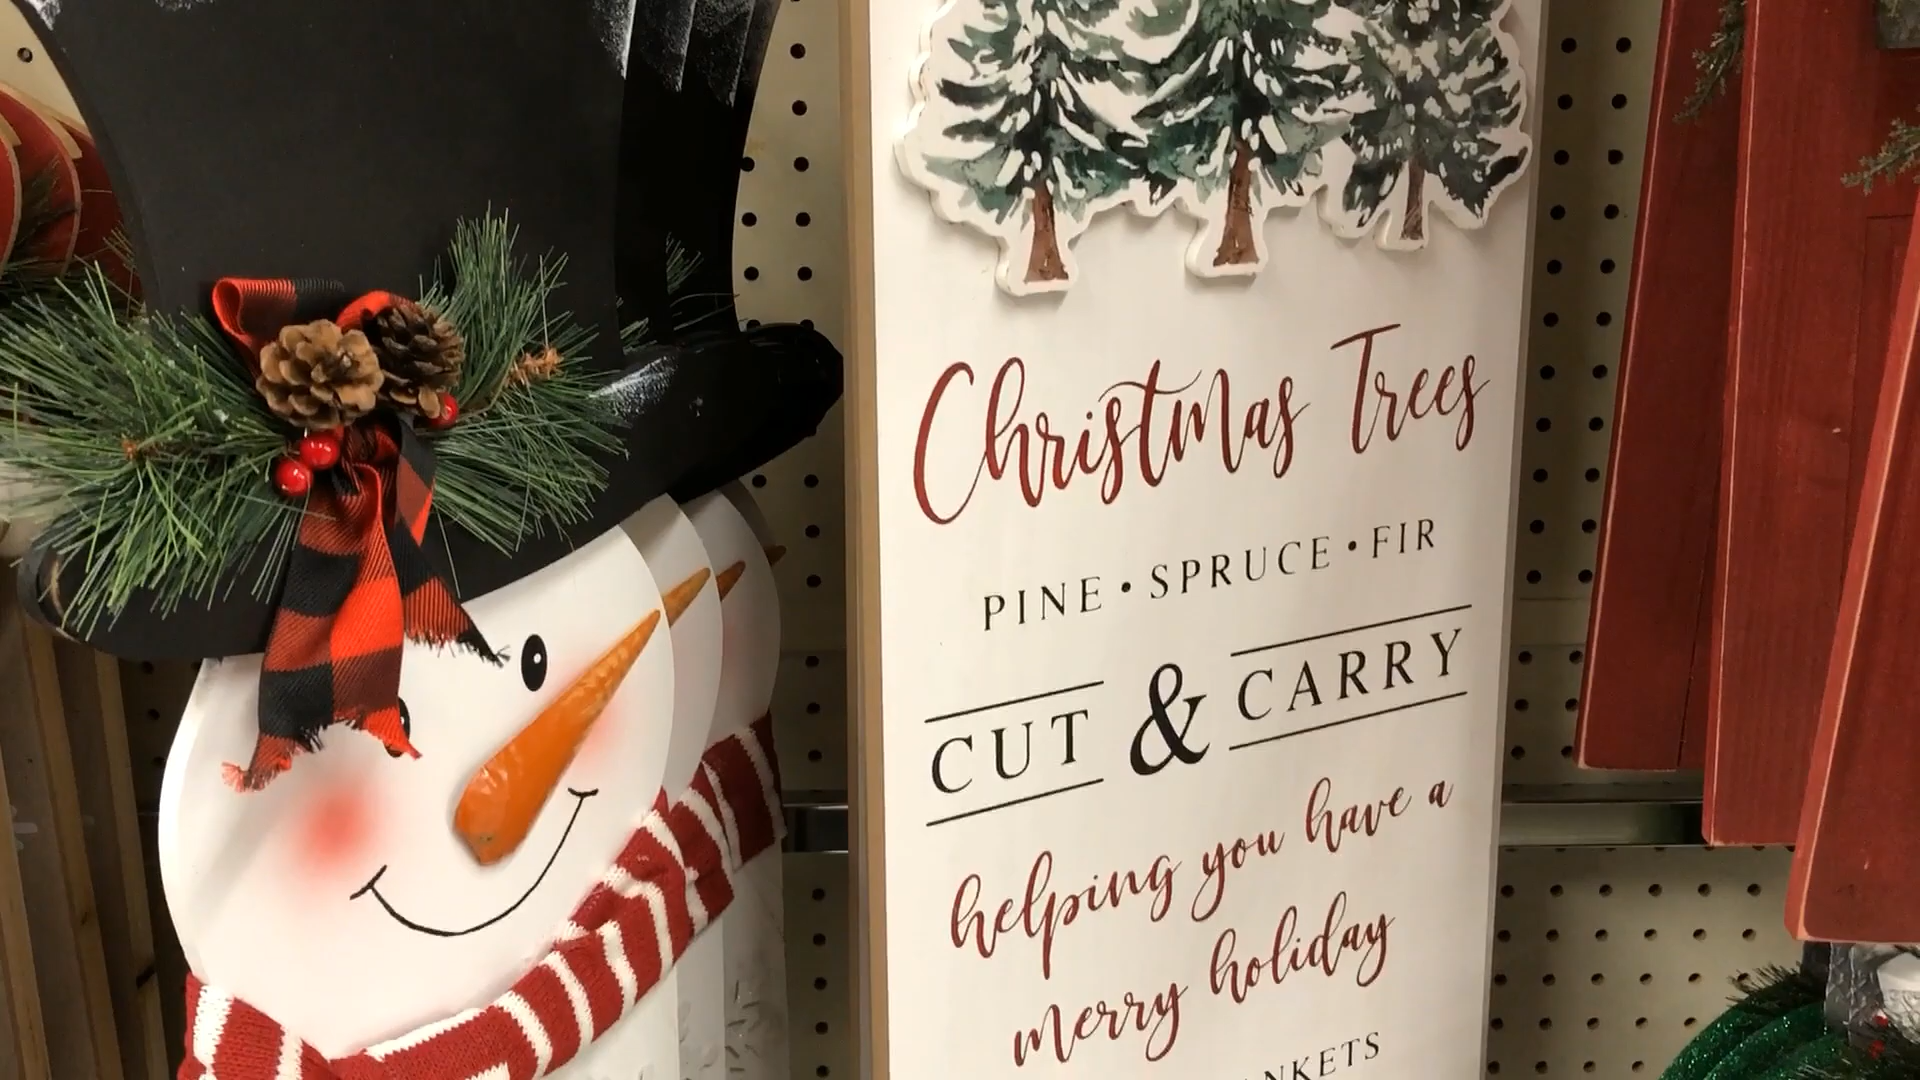 Christmas Trees
PINE • SPRUCE • FIR
CUT & CARRY
helping you have a
merry holiday